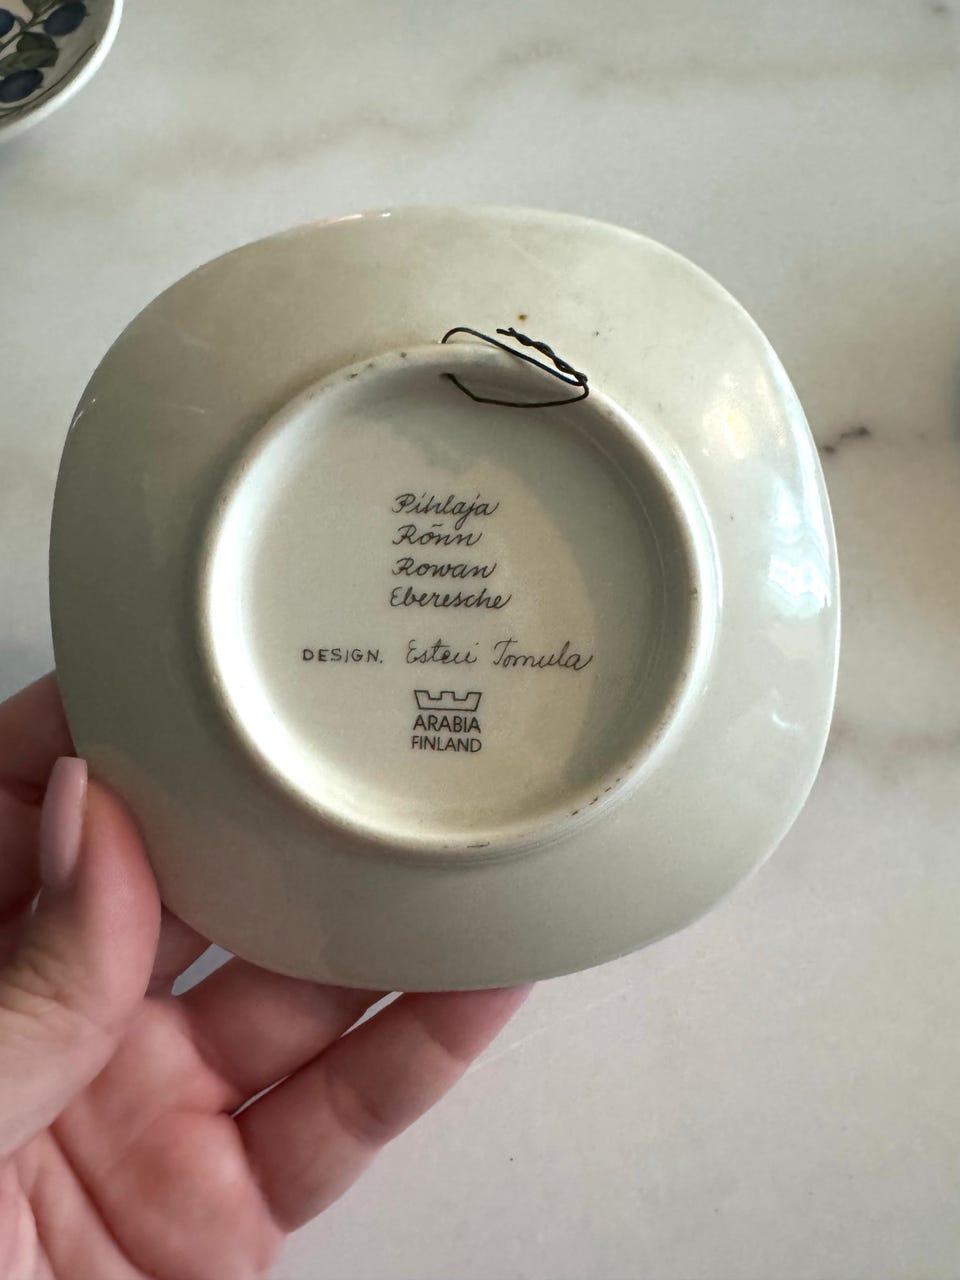 Pihlaja
Rönn
Rowan
Eberesche
DESIGN. Esteri Tomula
ARABIA
FINLAND